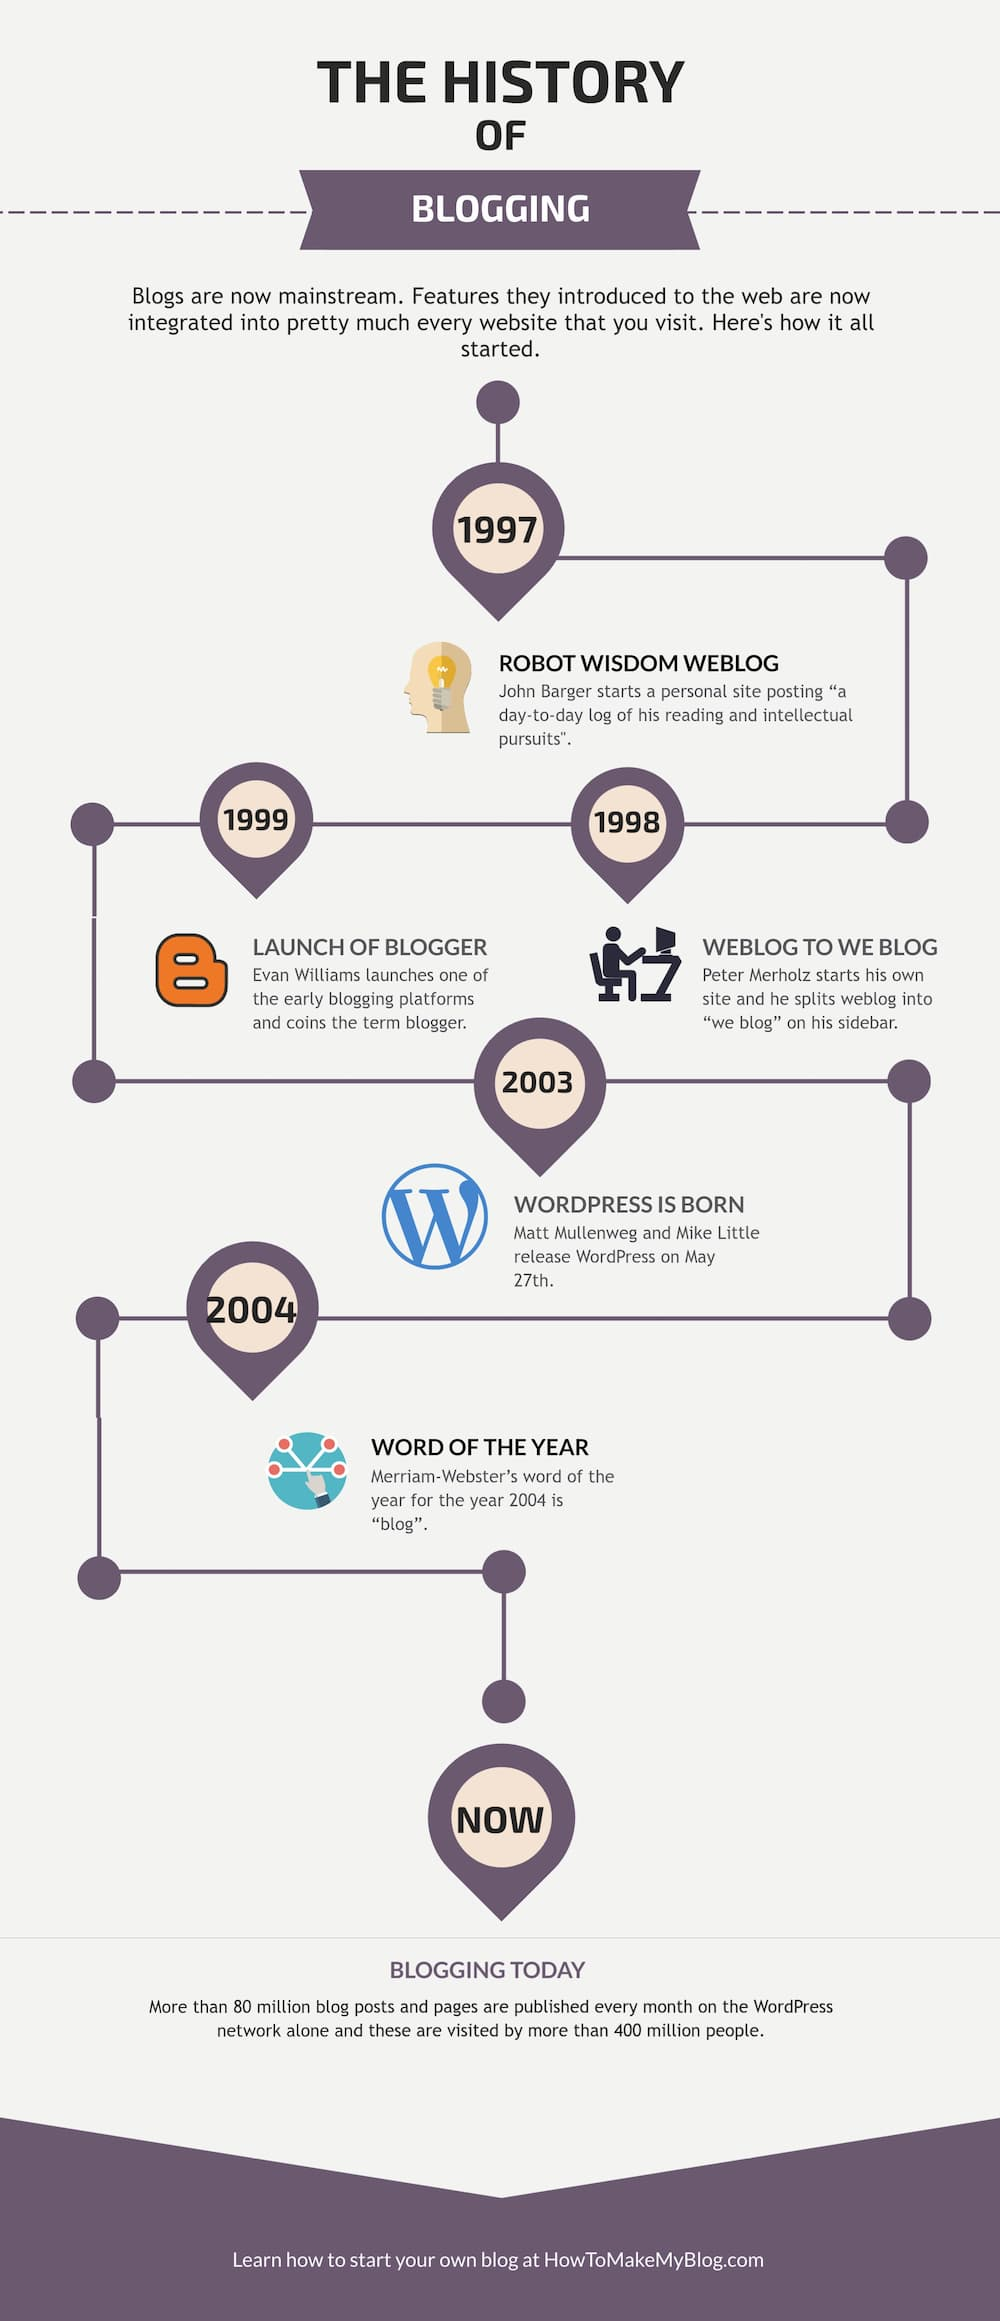 THE HISTORY
OF
BLOGGING
Blogs are now mainstream. Features they introduced to the web are now
integrated into pretty much every website that you visit. Here's how it all
started.
1997
ROBOT WISDOM WEBLOG
John Barger starts a personal site posting “a
day-to-day log of his reading and intellectual
pursuits".
1998
WEBLOG TO WE BLOG
Peter Merholz starts his own
site and he splits weblog into
“we blog” on his sidebar.
1999
LAUNCH OF BLOGGER
Evan Williams launches one of
the early blogging platforms
and coins the term blogger.
2003
WORDPRESS IS BORN
Matt Mullenweg and Mike Little
release WordPress on May
27th.
2004
WORD OF THE YEAR
Merriam-Webster’s word of the
year for the year 2004 is
“blog”.
NOW
BLOGGING TODAY
More than 80 million blog posts and pages are published every month on the WordPress
network alone and these are visited by more than 400 million people.
Learn how to start your own blog at HowToMakeMyBlog.com